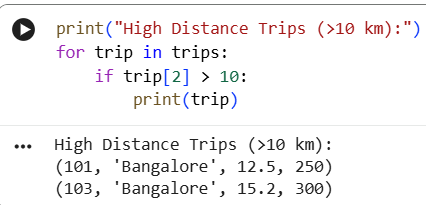 print("High Distance Trips (>10 km):")
for trip in trips:
    if trip[2] > 10:
        print(trip)
High Distance Trips (>10 km):
(101, 'Bangalore', 12.5, 250)
(103, 'Bangalore', 15.2, 300)